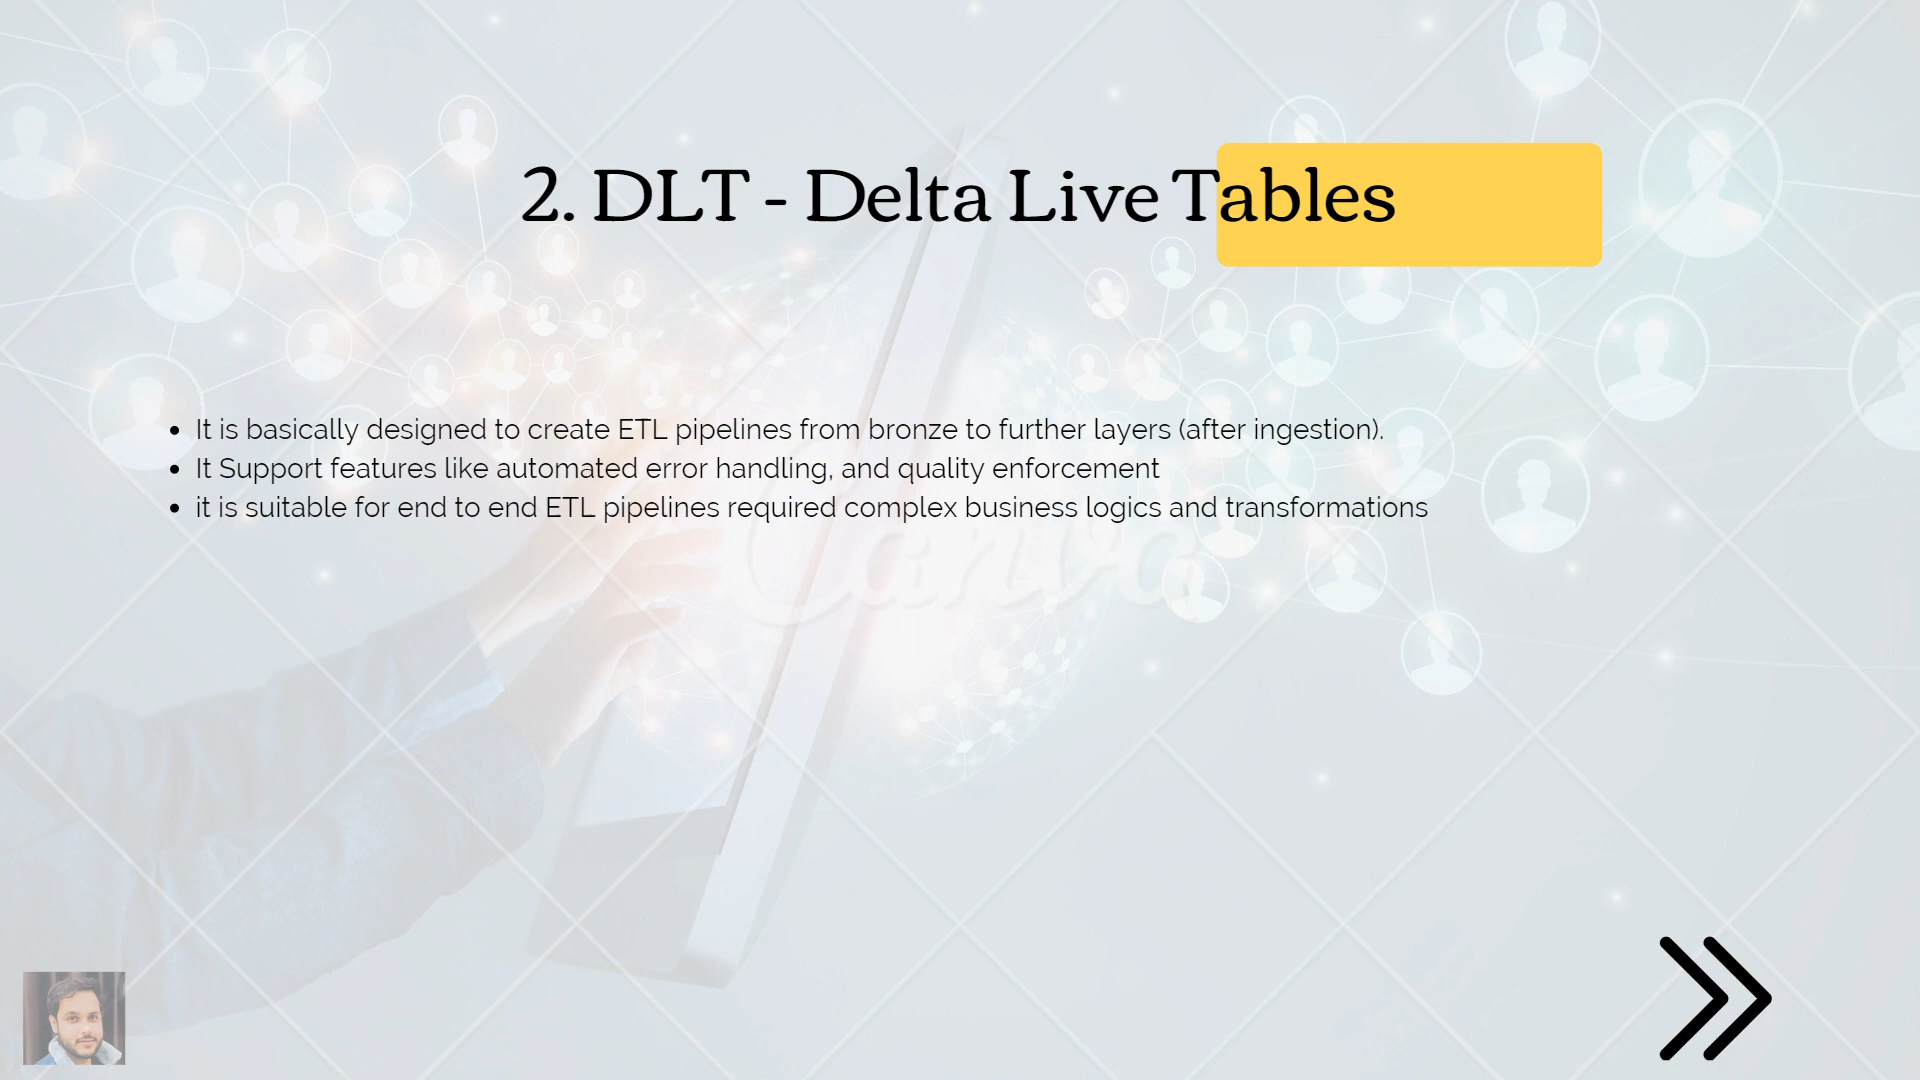 2. DLT - Delta Live Tables
• It is basically designed to create ETL pipelines from bronze to further layers (after ingestion).
• It Support features like automated error handling, and quality enforcement
• it is suitable for end to end ETL pipelines required complex business logics and transformations
Canva